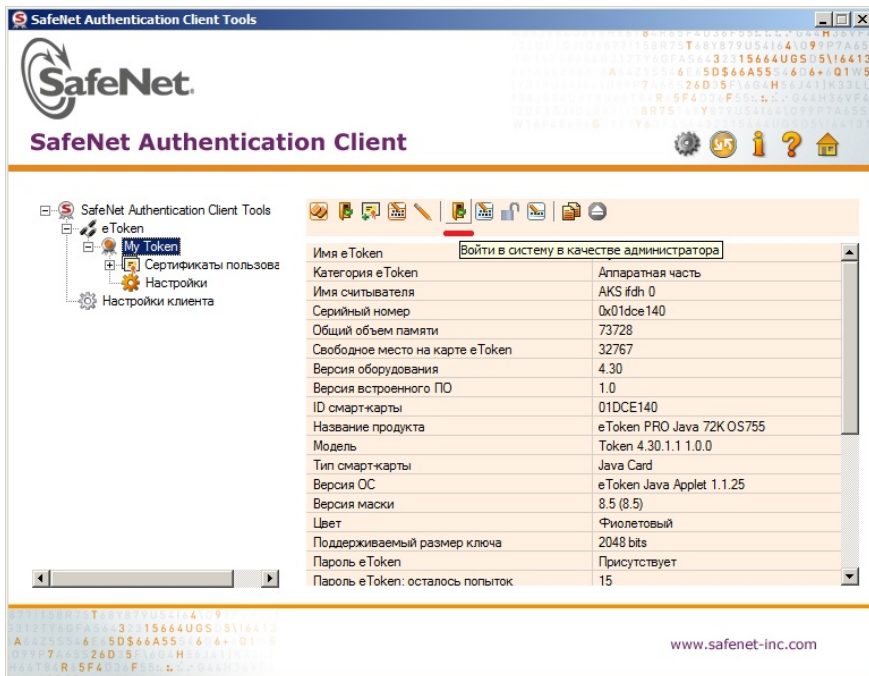 SafeNet Authentication Client Tools
SafeNet.
SafeNet Authentication Client
SafeNet Authentication Client Tools
eToken
My Token
Сертификаты пользова
Настройки
Настройки клиента
Войти в систему в качестве администратора
Имя eToken
Категория eToken Аппаратная часть
Имя считывателя AKS ifdh 0
Серийный номер 0x01dce140
Общий объем памяти 73728
Свободное место на карте eToken 32767
Версия оборудования 4.30
Версия встроенного ПО 1.0
ID смарт-карты 01DCE140
Название продукта eToken PRO Java 72K OS755
Модель Token 4.30.1.1 1.0.0
Тип смарт-карты Java Card
Версия ОС eToken Java Applet 1.1.25
Версия маски 8.5 (8.5)
Цвет Фиолетовый
Поддерживаемый размер ключа 2048 bits
Пароль eToken Присутствует
Пароль eToken: осталось попыток 15
www.safenet-inc.com